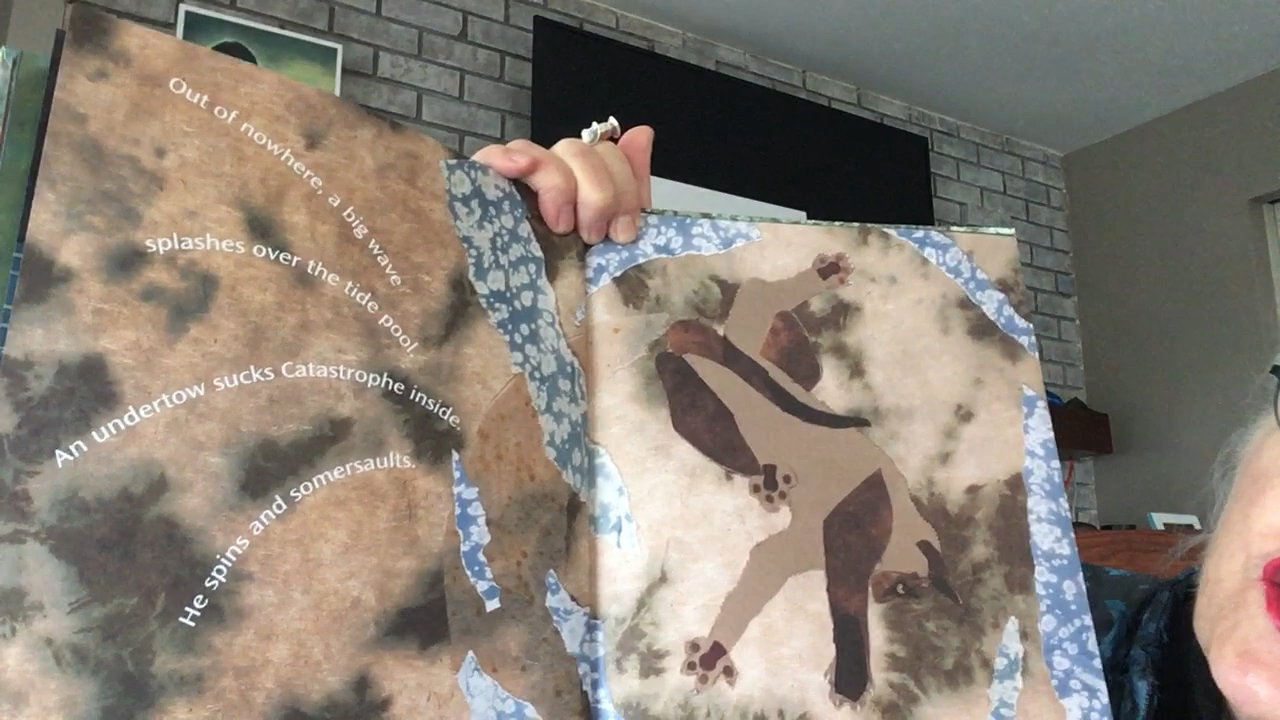 Out of nowhere, a big wave
splashes over the tide pool.
An undertow sucks Catastrophe inside.
He spins and somersaults.